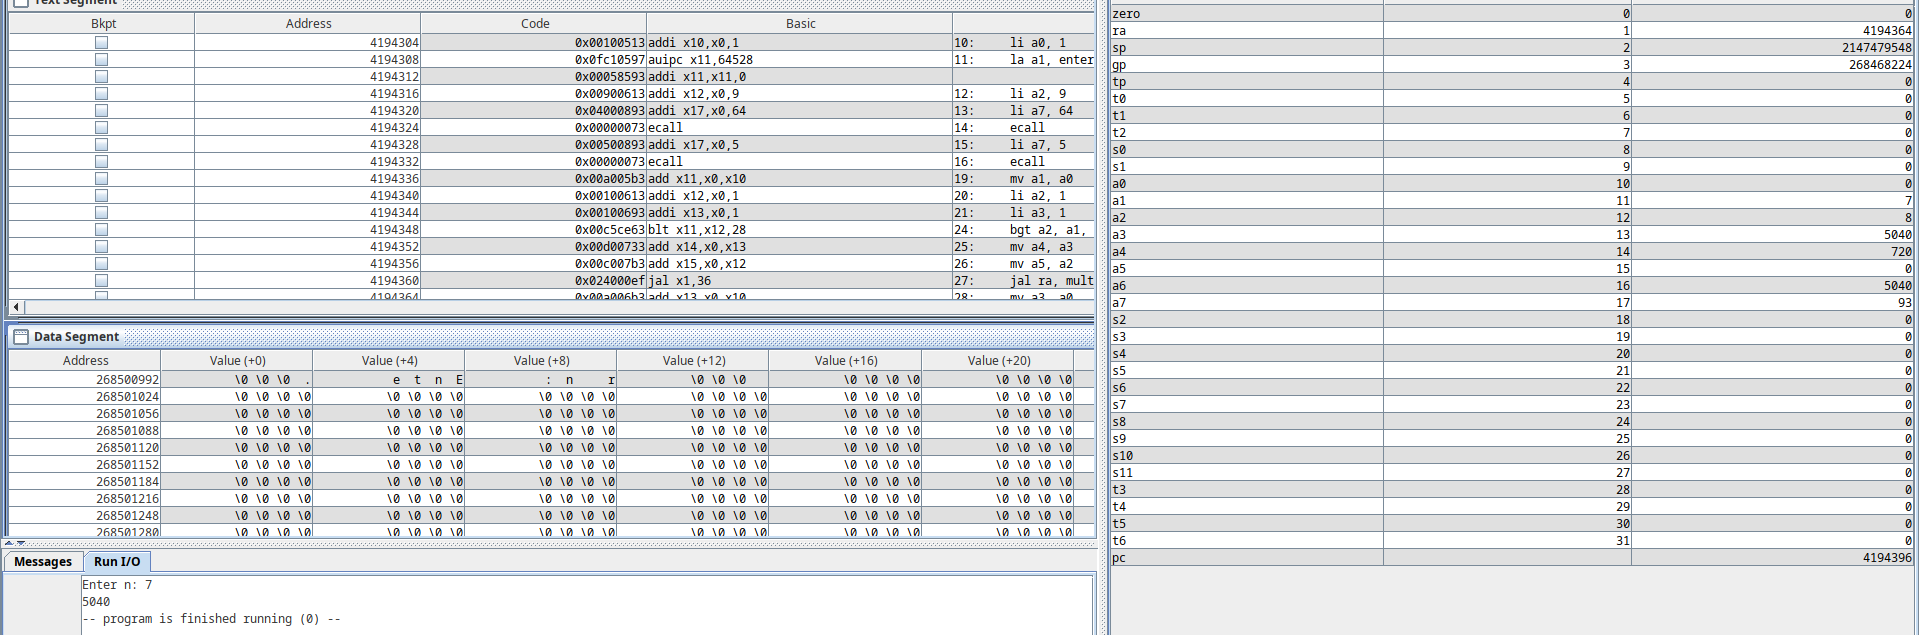 Text Segment
Bkpt Address Code Basic
4194304 0x00100513 addi x10,x0,1 10: li a0, 1
4194308 0x0fc10597 auipc x11,64528 11: la a1, enter
4194312 0x00058593 addi x11,x11,0
4194316 0x00900613 addi x12,x0,9 12: li a2, 9
4194320 0x04000893 addi x17,x0,64 13: li a7, 64
4194324 0x00000073 ecall 14: ecall
4194328 0x00500893 addi x17,x0,5 15: li a7, 5
4194332 0x00000073 ecall 16: ecall
4194336 0x00a005b3 add x11,x0,x10 19: mv a1, a0
4194340 0x00100613 addi x12,x0,1 20: li a2, 1
4194344 0x00100693 addi x13,x0,1 21: li a3, 1
4194348 0x00c5ce63 blt x11,x12,28 24: bgt a2, a1,
4194352 0x00d00733 add x14,x0,x13 25: mv a4, a3
4194356 0x00c007b3 add x15,x0,x12 26: mv a5, a2
4194360 0x024000ef jal x1,36 27: jal ra, mult
4194364 0x00a006b3 add x13,x0,x10 28: mv a3, a0
Data Segment
Address Value (+0) Value (+4) Value (+8) Value (+12) Value (+16) Value (+20)
268500992 \0 \0 \0 . e t n E : n r \0 \0 \0 \0 \0 \0 \0 \0 \0 \0 \0
268501024 \0 \0 \0 \0 \0 \0 \0 \0 \0 \0 \0 \0 \0 \0 \0 \0 \0 \0 \0 \0 \0 \0 \0 \0
268501056 \0 \0 \0 \0 \0 \0 \0 \0 \0 \0 \0 \0 \0 \0 \0 \0 \0 \0 \0 \0 \0 \0 \0 \0
268501088 \0 \0 \0 \0 \0 \0 \0 \0 \0 \0 \0 \0 \0 \0 \0 \0 \0 \0 \0 \0 \0 \0 \0 \0
268501120 \0 \0 \0 \0 \0 \0 \0 \0 \0 \0 \0 \0 \0 \0 \0 \0 \0 \0 \0 \0 \0 \0 \0 \0
268501152 \0 \0 \0 \0 \0 \0 \0 \0 \0 \0 \0 \0 \0 \0 \0 \0 \0 \0 \0 \0 \0 \0 \0 \0
268501184 \0 \0 \0 \0 \0 \0 \0 \0 \0 \0 \0 \0 \0 \0 \0 \0 \0 \0 \0 \0 \0 \0 \0 \0
268501216 \0 \0 \0 \0 \0 \0 \0 \0 \0 \0 \0 \0 \0 \0 \0 \0 \0 \0 \0 \0 \0 \0 \0 \0
268501248 \0 \0 \0 \0 \0 \0 \0 \0 \0 \0 \0 \0 \0 \0 \0 \0 \0 \0 \0 \0 \0 \0 \0 \0
268501280 \0 \0 \0 \0 \0 \0 \0 \0 \0 \0 \0 \0 \0 \0 \0 \0 \0 \0 \0 \0 \0 \0 \0 \0
Messages Run I/O
Enter n: 7
5040
-- program is finished running (0) --
zero 0 0
ra 1 4194364
sp 2 2147479548
gp 3 268468224
tp 4 0
t0 5 0
t1 6 0
t2 7 0
s0 8 0
s1 9 0
a0 10 0
a1 11 7
a2 12 8
a3 13 5040
a4 14 720
a5 15 0
a6 16 5040
a7 17 93
s2 18 0
s3 19 0
s4 20 0
s5 21 0
s6 22 0
s7 23 0
s8 24 0
s9 25 0
s10 26 0
s11 27 0
t3 28 0
t4 29 0
t5 30 0
t6 31 0
pc 4194396